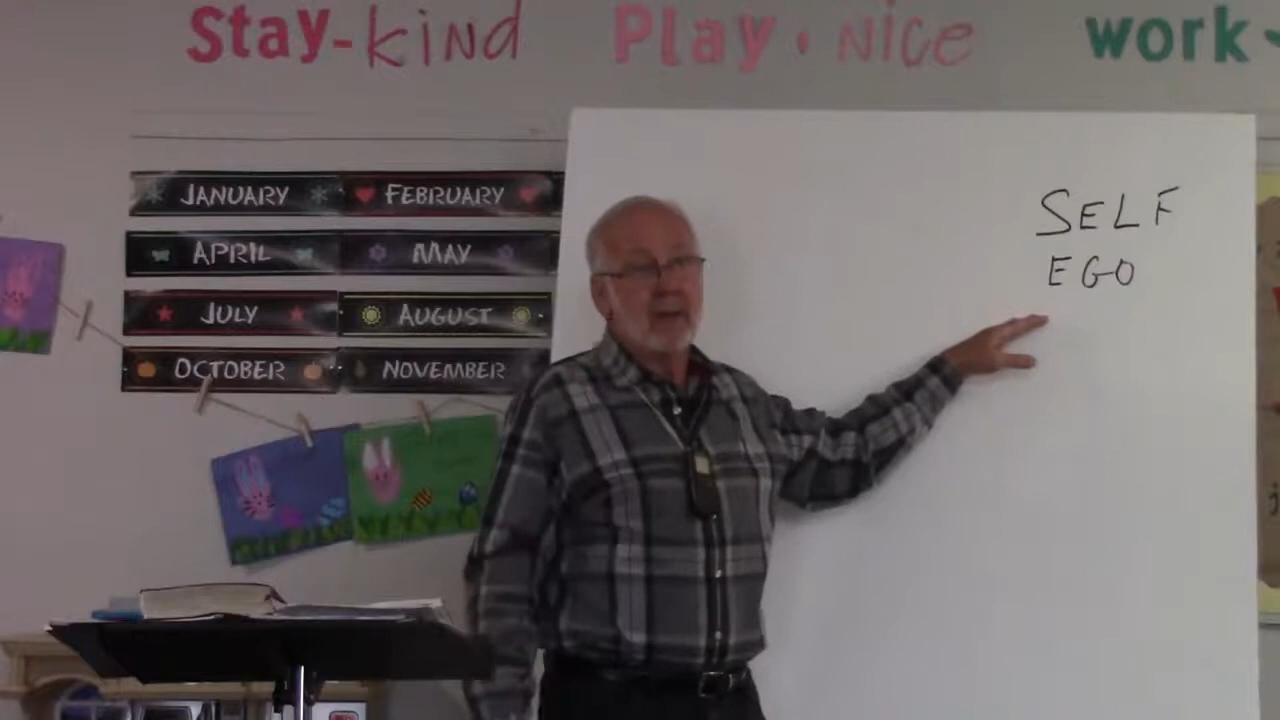 Stay-kind Play · nice work
JANUARY FEBRUARY
APRIL MAY
JULY AUGUST
OCTOBER NOVEMBER
SELF
EGO